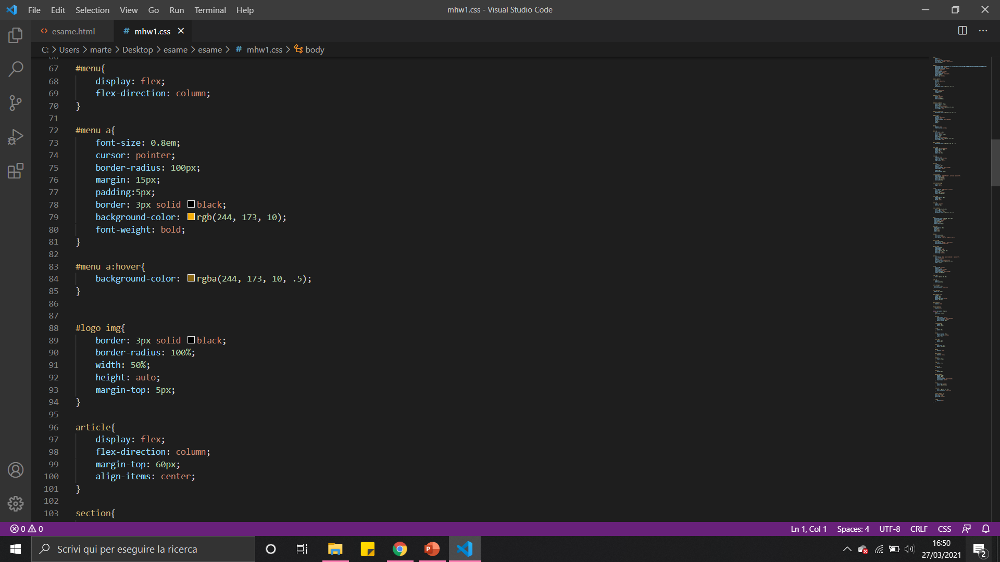 File Edit Selection View Go Run Terminal Help
mhw1.css - Visual Studio Code
<> esame.html
# mhw1.css
C: > Users > marte > Desktop > esame > esame > # mhw1.css > body
67 #menu{
68 display: flex;
69 flex-direction: column;
70 }
71
72 #menu a{
73 font-size: 0.8em;
74 cursor: pointer;
75 border-radius: 100px;
76 margin: 15px;
77 padding:5px;
78 border: 3px solid black;
79 background-color: rgb(244, 173, 10);
80 font-weight: bold;
81 }
82
83 #menu a:hover{
84 background-color: rgba(244, 173, 10, .5);
85 }
86
87
88 #logo img{
89 border: 3px solid black;
90 border-radius: 100%;
91 width: 50%;
92 height: auto;
93 margin-top: 5px;
94 }
95
96 article{
97 display: flex;
98 flex-direction: column;
99 margin-top: 60px;
100 align-items: center;
101 }
102
103 section{
0 0
Ln 1, Col 1 Spaces: 4 UTF-8 CRLF CSS
Scrivi qui per eseguire la ricerca
16:50
27/03/2021
2